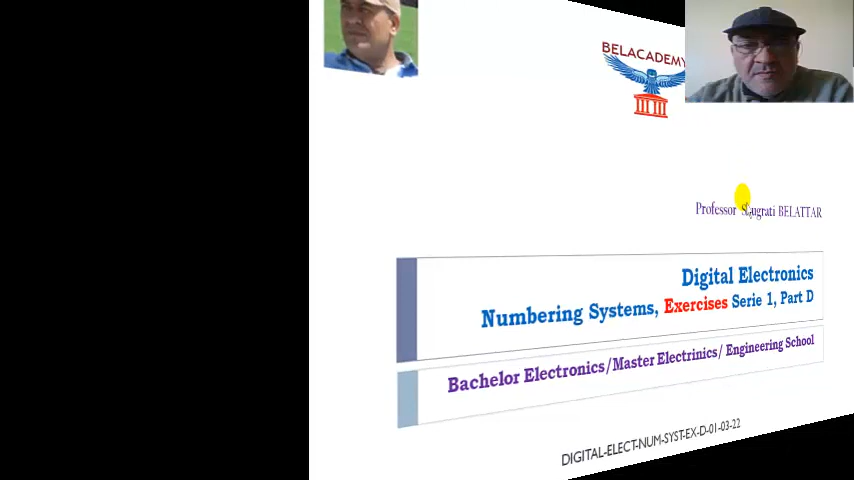 BELACADEMY
Professor Sougrati BELATTAR
Digital Electronics
Numbering Systems, Exercises Serie 1, Part D
Bachelor Electronics/Master Electrinics/ Engineering School
DIGITAL-ELECT-NUM-SYST-EX-D-01-03-22